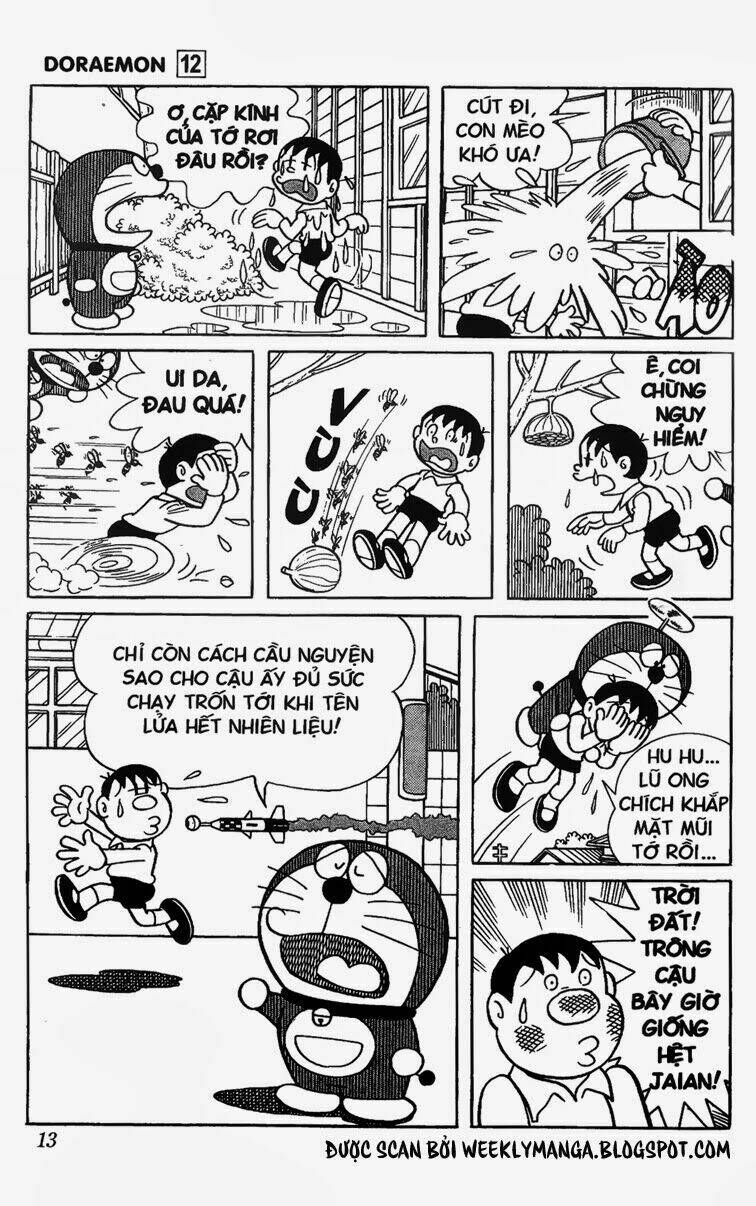 DORAEMON 12
CÚT ĐI,
CON MÈO
KHÓ ƯA!
ÀO
Ơ, CẶP KÍNH
CỦA TỚ RƠI
ĐÂU RỒI?
Ê, COI
CHỪNG
NGUY
HIỂM!
VÙ Ù
UI DA,
ĐAU QUÁ!
HU HU...
LŨ ONG
CHÍCH KHẮP
MẶT MŨI
TỚ RỒI...
TRỜI
ĐẤT!
TRÔNG
CẬU
BÂY GIỜ
GIỐNG
HỆT
JAIAN!
CHỈ CÒN CÁCH CẦU NGUYỆN
SAO CHO CẬU ẤY ĐỦ SỨC
CHẠY TRỐN TỚI KHI TÊN
LỬA HẾT NHIÊN LIỆU!
13
ĐƯỢC SCAN BỞI WEEKLYMANGA.BLOGSPOT.COM